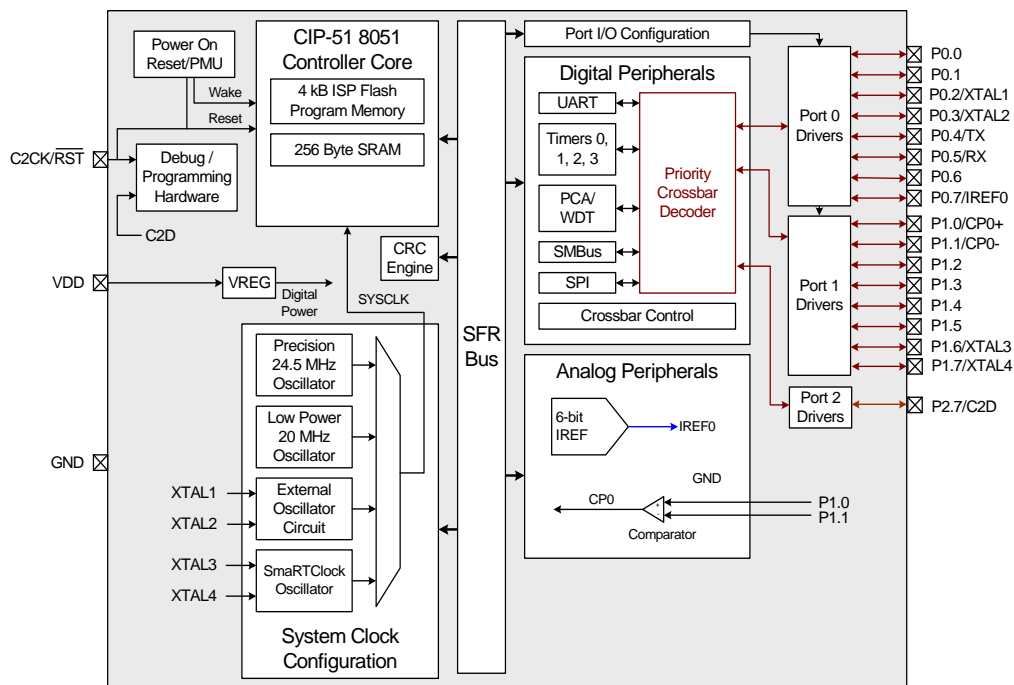 Power On
Reset/PMU
Wake
Reset
C2CK/RST
Debug /
Programming
Hardware
C2D
VDD
VREG
Digital
Power
GND
CIP-51 8051
Controller Core
4 kB ISP Flash
Program Memory
256 Byte SRAM
CRC
Engine
SYSCLK
Precision
24.5 MHz
Oscillator
Low Power
20 MHz
Oscillator
XTAL1
XTAL2
External
Oscillator
Circuit
XTAL3
XTAL4
SmaRTClock
Oscillator
System Clock
Configuration
SFR
Bus
Port I/O Configuration
Digital Peripherals
UART
Timers 0,
1, 2, 3
PCA/
WDT
SMBus
SPI
Priority
Crossbar
Decoder
Crossbar Control
Analog Peripherals
6-bit
IREF
IREF0
GND
CP0
+
-
Comparator
P1.0
P1.1
Port 0
Drivers
Port 1
Drivers
Port 2
Drivers
P0.0
P0.1
P0.2/XTAL1
P0.3/XTAL2
P0.4/TX
P0.5/RX
P0.6
P0.7/IREF0
P1.0/CP0+
P1.1/CP0-
P1.2
P1.3
P1.4
P1.5
P1.6/XTAL3
P1.7/XTAL4
P2.7/C2D